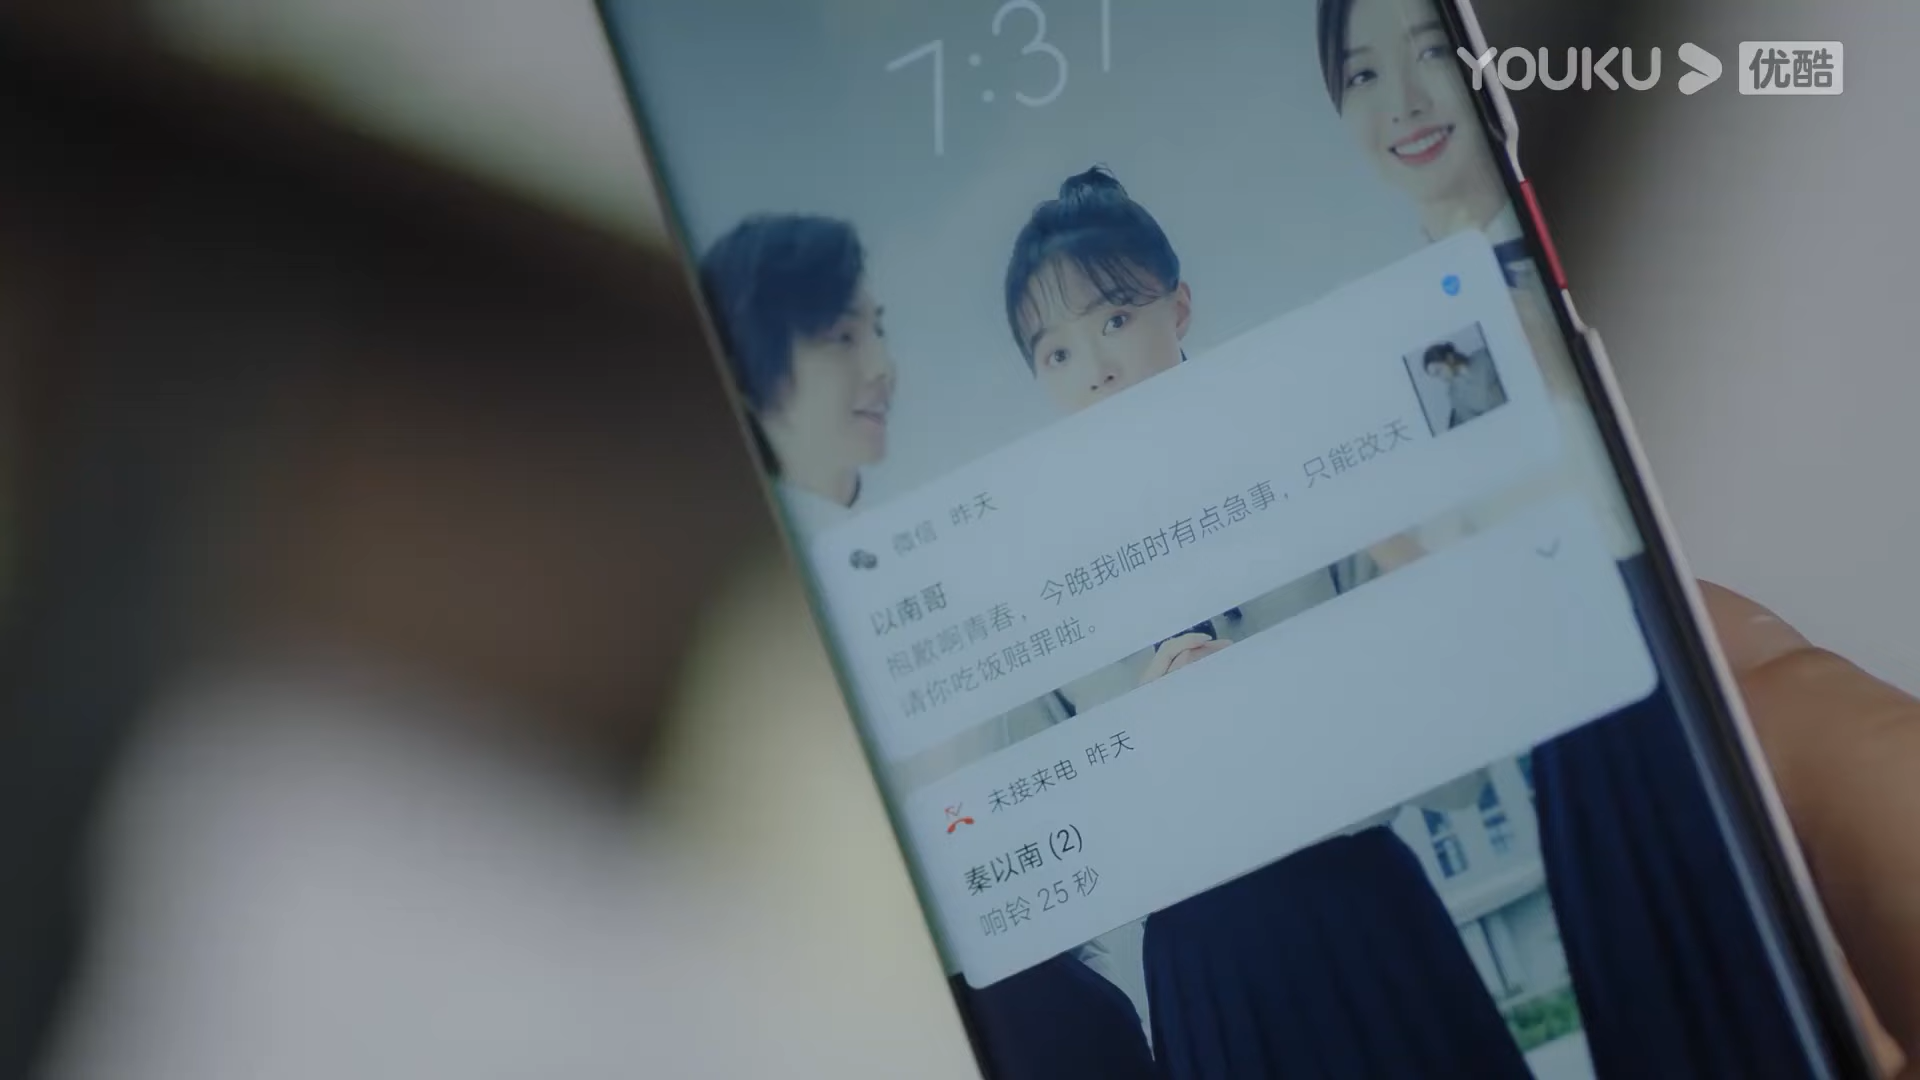 7:31
YOUKU 优酷
微信 昨天
以南哥
抱歉啊青春，今晚我临时有点急事，只能改天
请你吃饭赔罪啦。
未接来电 昨天
秦以南 (2)
响铃 25 秒